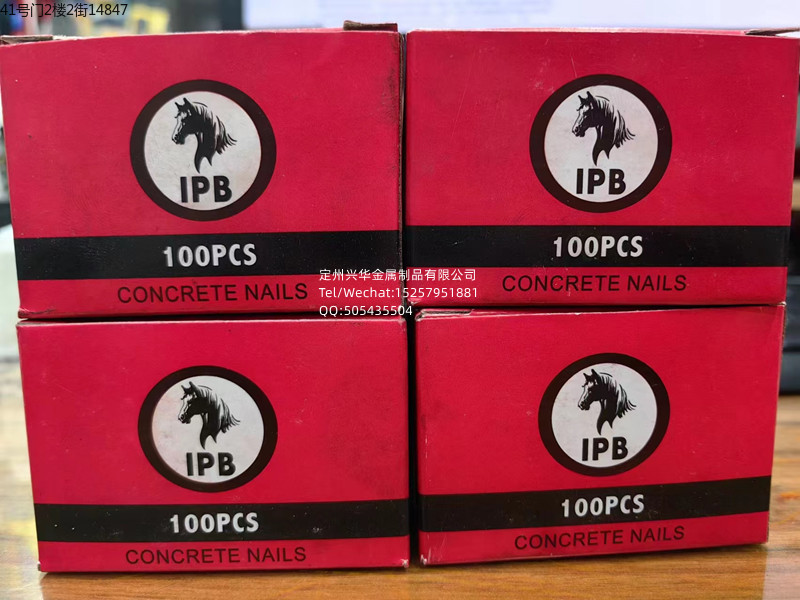 41号门2楼2街14847
IPB
100PCS
CONCRETE NAILS
IPB
100PCS
CONCRETE NAILS
定州兴华金属制品有限公司
Tel/Wechat:15257951881
QQ:505435504
IPB
100PCS
CONCRETE NAILS
IPB
100PCS
CONCRETE NAILS